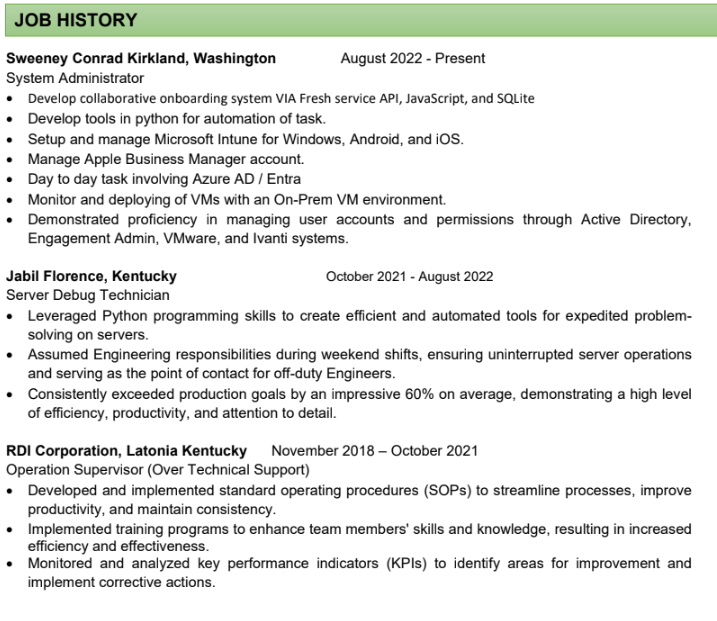 JOB HISTORY
Sweeney Conrad Kirkland, Washington August 2022 - Present
System Administrator
• Develop collaborative onboarding system VIA Fresh service API, JavaScript, and SQLite
• Develop tools in python for automation of task.
• Setup and manage Microsoft Intune for Windows, Android, and iOS.
• Manage Apple Business Manager account.
• Day to day task involving Azure AD / Entra
• Monitor and deploying of VMs with an On-Prem VM environment.
• Demonstrated proficiency in managing user accounts and permissions through Active Directory,
Engagement Admin, VMware, and Ivanti systems.
Jabil Florence, Kentucky October 2021 - August 2022
Server Debug Technician
• Leveraged Python programming skills to create efficient and automated tools for expedited problem-
solving on servers.
• Assumed Engineering responsibilities during weekend shifts, ensuring uninterrupted server operations
and serving as the point of contact for off-duty Engineers.
• Consistently exceeded production goals by an impressive 60% on average, demonstrating a high level
of efficiency, productivity, and attention to detail.
RDI Corporation, Latonia Kentucky November 2018 – October 2021
Operation Supervisor (Over Technical Support)
• Developed and implemented standard operating procedures (SOPs) to streamline processes, improve
productivity, and maintain consistency.
• Implemented training programs to enhance team members' skills and knowledge, resulting in increased
efficiency and effectiveness.
• Monitored and analyzed key performance indicators (KPIs) to identify areas for improvement and
implement corrective actions.